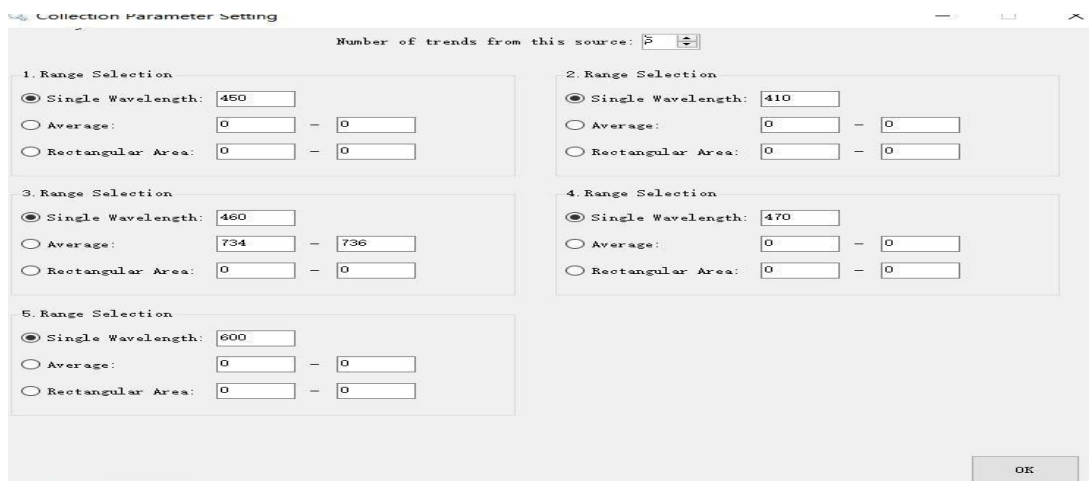 Collection Parameter Setting
Number of trends from this source: 5
1.Range Selection
Single Wavelength: 450
Average: 0 - 0
Rectangular Area: 0 - 0
2.Range Selection
Single Wavelength: 410
Average: 0 - 0
Rectangular Area: 0 - 0
3.Range Selection
Single Wavelength: 460
Average: 734 - 736
Rectangular Area: 0 - 0
4.Range Selection
Single Wavelength: 470
Average: 0 - 0
Rectangular Area: 0 - 0
5.Range Selection
Single Wavelength: 600
Average: 0 - 0
Rectangular Area: 0 - 0
OK